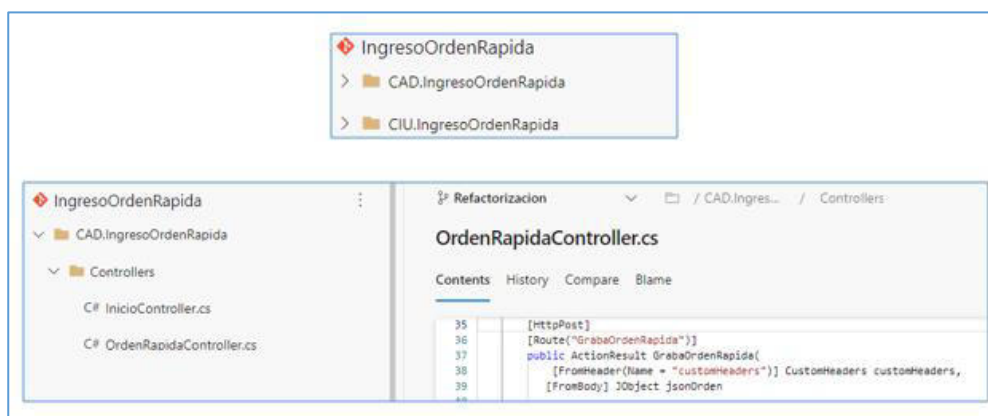 IngresoOrdenRapida
CAD.IngresoOrdenRapida
CIU.IngresoOrdenRapida
IngresoOrdenRapida
CAD.IngresoOrdenRapida
Controllers
C# InicioController.cs
C# OrdenRapidaController.cs
Refactorizacion / CAD.Ingres... / Controllers
OrdenRapidaController.cs
Contents History Compare Blame
35 [HttpPost]
36 [Route("GrabaOrdenRapida")]
37 public ActionResult GrabaOrdenRapida(
38 [FromHeader(Name = "customHeaders")] CustomHeaders customHeaders,
39 [FromBody] JObject jsonOrden